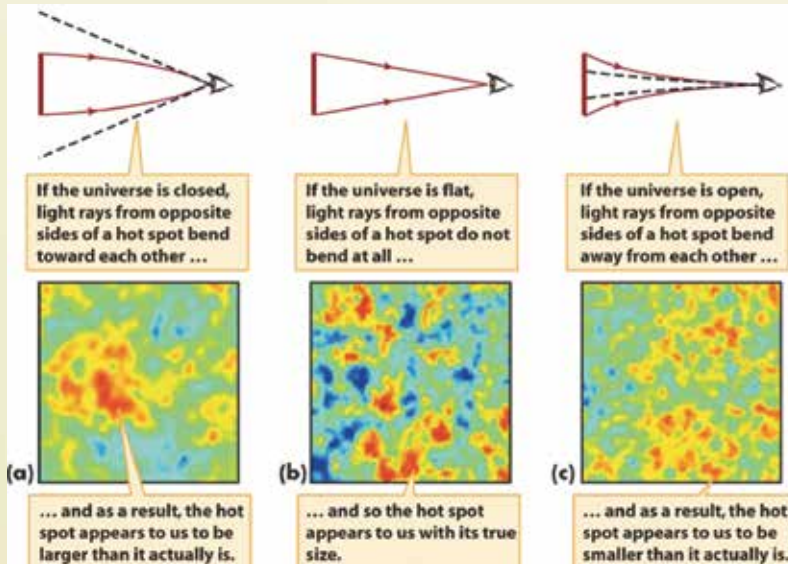 If the universe is closed,
light rays from opposite
sides of a hot spot bend
toward each other ...
If the universe is flat,
light rays from opposite
sides of a hot spot do not
bend at all ...
If the universe is open,
light rays from opposite
sides of a hot spot bend
away from each other ...
(a)
(b)
(c)
... and as a result, the hot
spot appears to us to be
larger than it actually is.
... and so the hot spot
appears to us with its true
size.
... and as a result, the hot
spot appears to us to be
smaller than it actually is.